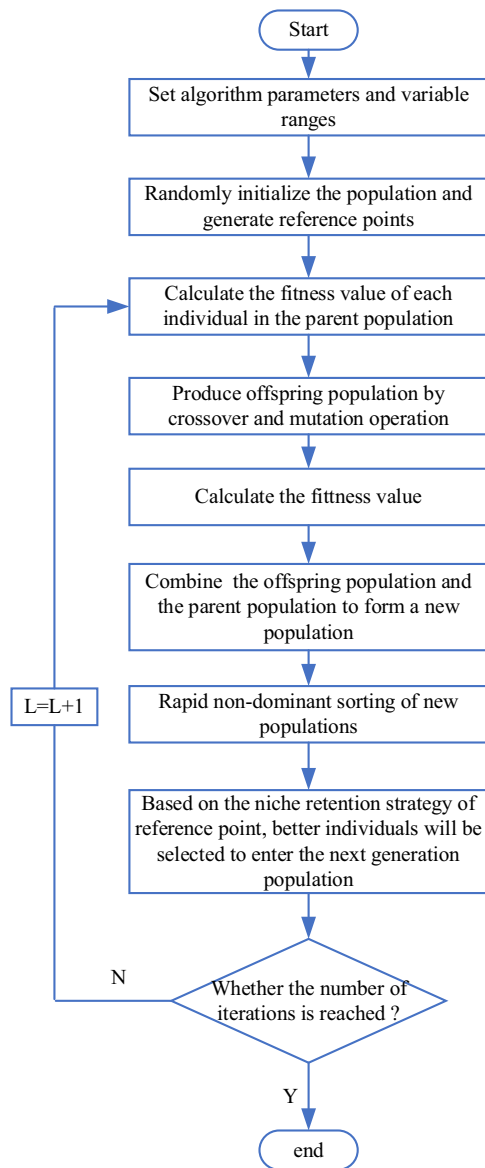 Start
Set algorithm parameters and variable
ranges
Randomly initialize the population and
generate reference points
Calculate the fitness value of each
individual in the parent population
Produce offspring population by
crossover and mutation operation
Calculate the fittness value
Combine the offspring population and
the parent population to form a new
population
L=L+1
Rapid non-dominant sorting of new
populations
Based on the niche retention strategy of
reference point, better individuals will be
selected to enter the next generation
population
N
Whether the number of
iterations is reached ?
Y
end